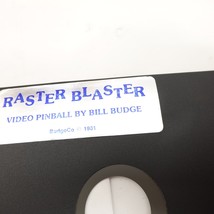 RASTER BLASTER
VIDEO PINBALL BY BILL BUDGE
BudgeCo © 1981